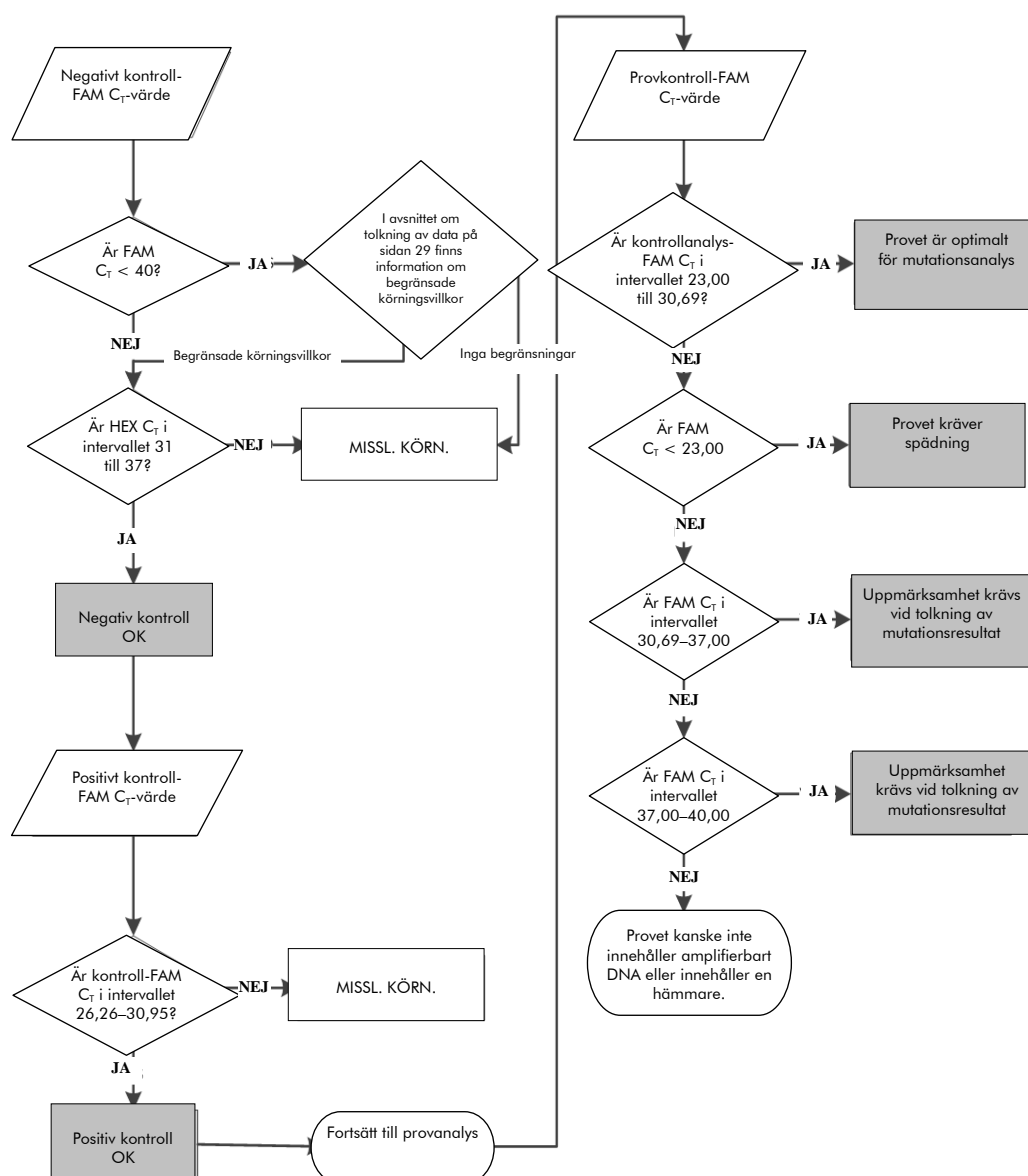 Negativt kontroll-
FAM CT-värde
Är FAM
CT < 40?
JA
I avsnittet om
tolkning av data på
sidan 29 finns
information om
begränsade
körningsvillkor
NEJ
Begränsade körningsvillkor
Inga begränsningar
Är HEX CT i
intervallet 31
till 37?
NEJ
MISSL. KÖRN.
JA
Negativ kontroll
OK
Positivt kontroll-
FAM CT-värde
Är kontroll-FAM
CT i intervallet
26,26–30,95?
NEJ
MISSL. KÖRN.
JA
Positiv kontroll
OK
Fortsätt till provanalys
Provkontroll-FAM
CT-värde
Är kontrollanalys-
FAM CT i
intervallet 23,00
till 30,69?
JA
Provet är optimalt
för mutationsanalys
NEJ
Är FAM
CT < 23,00
JA
Provet kräver
spädning
NEJ
Är FAM CT i
intervallet
30,69–37,00
JA
Uppmärksamhet krävs
vid tolkning av
mutationsresultat
NEJ
Är FAM CT i
intervallet
37,00–40,00
JA
Uppmärksamhet
krävs vid tolkning av
mutationsresultat
NEJ
Provet kanske inte
innehåller amplifierbart
DNA eller innehåller en
hämmare.